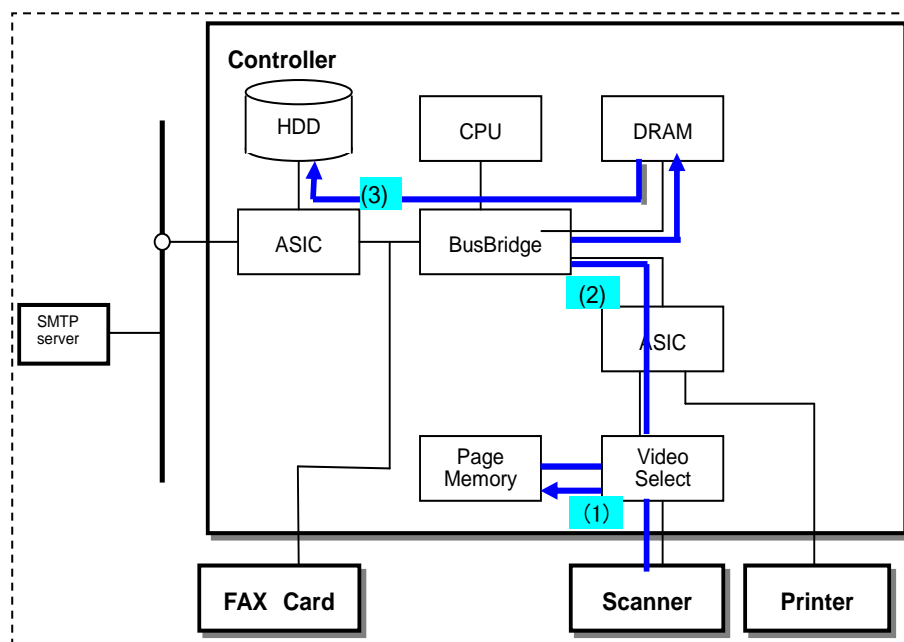 Controller
HDD
CPU
DRAM
(3)
ASIC
BusBridge
(2)
SMTP
server
ASIC
Page
Memory
Video
Select
(1)
FAX Card
Scanner
Printer